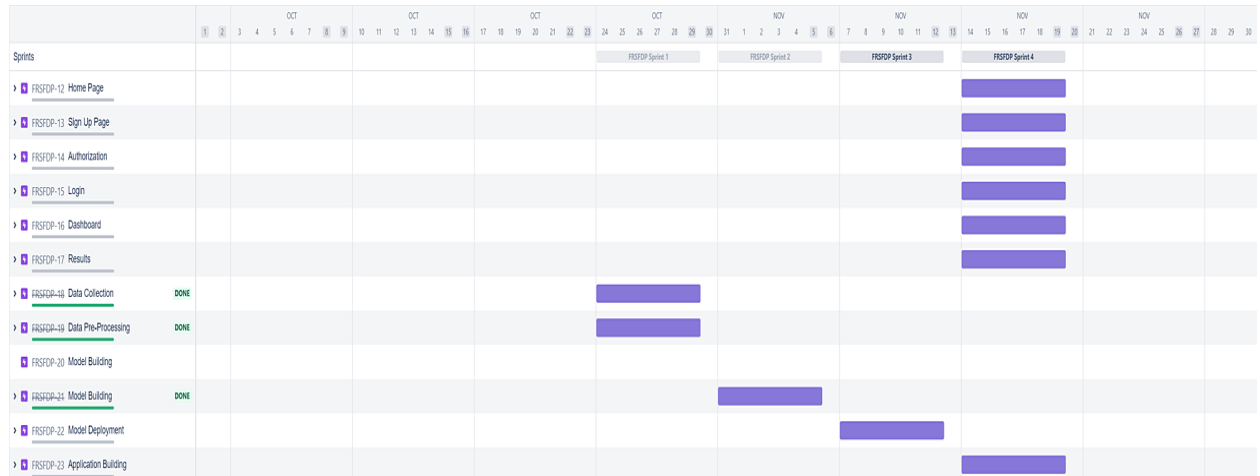 OCT OCT OCT OCT NOV NOV NOV NOV
1 2 3 4 5 6 7 8 9 10 11 12 13 14 15 16 17 18 19 20 21 22 23 24 25 26 27 28 29 30 31 1 2 3 4 5 6 7 8 9 10 11 12 13 14 15 16 17 18 19 20 21 22 23 24 25 26 27 28 29 30
Sprints FRSFDP Sprint 1 FRSFDP Sprint 2 FRSFDP Sprint 3 FRSFDP Sprint 4
FRSFDP-12 Home Page
FRSFDP-13 Sign Up Page
FRSFDP-14 Authorization
FRSFDP-15 Login
FRSFDP-16 Dashboard
FRSFDP-17 Results
FRSFDP-18 Data Collection DONE
FRSFDP-19 Data Pre-Processing DONE
FRSFDP-20 Model Building
FRSFDP-21 Model Building DONE
FRSFDP-22 Model Deployment
FRSFDP-23 Application Building